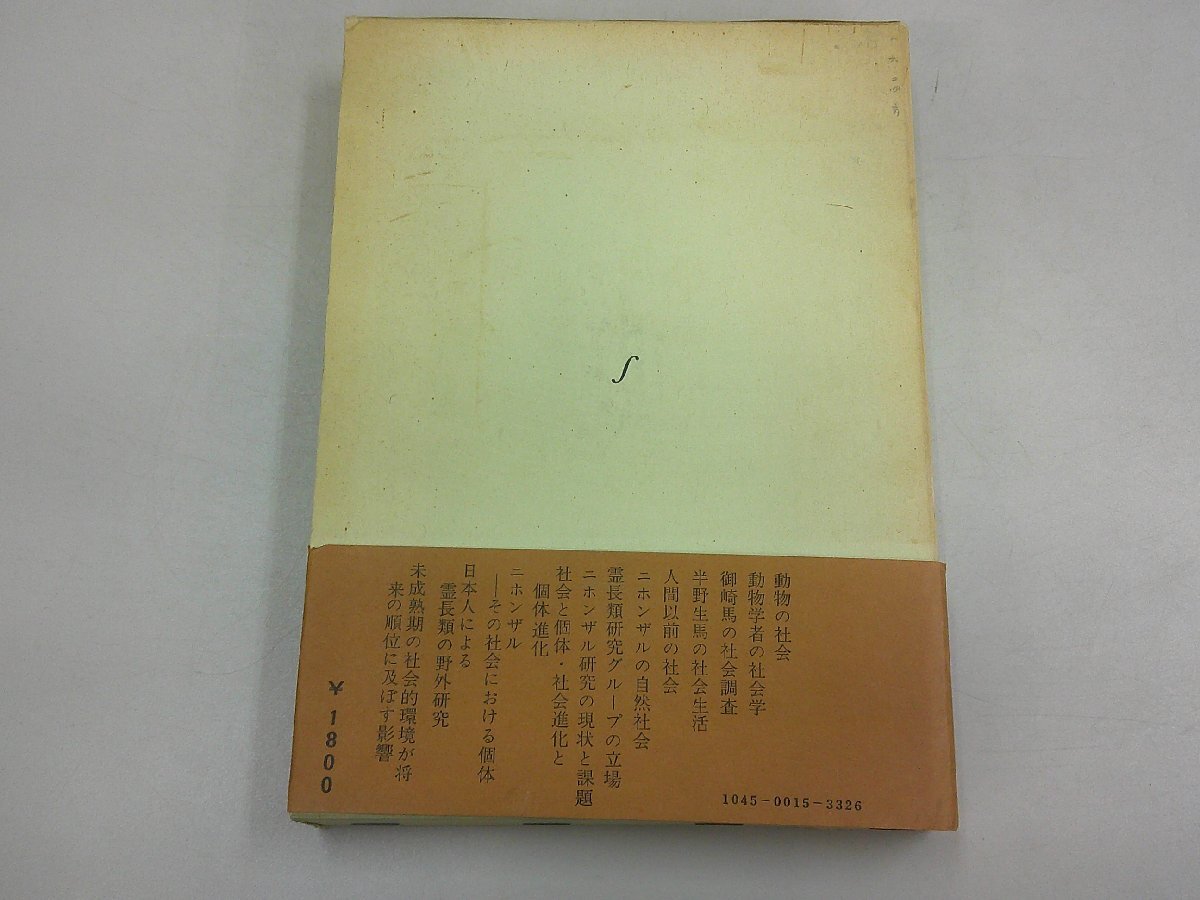 ∫
動物の社会
動物学者の社会学
御崎馬の社会調査
半野生馬の社会生活
人間以前の社会
ニホンザルの自然社会
霊長類研究グループの立場
ニホンザル研究の現状と課題
社会と個体・社会進化と
個体進化
ニホンザル
――その社会における個体
日本人による
霊長類の野外研究
未成熟期の社会的環境が将
来の順位に及ぼす影響
¥1800
1045-0015-3326